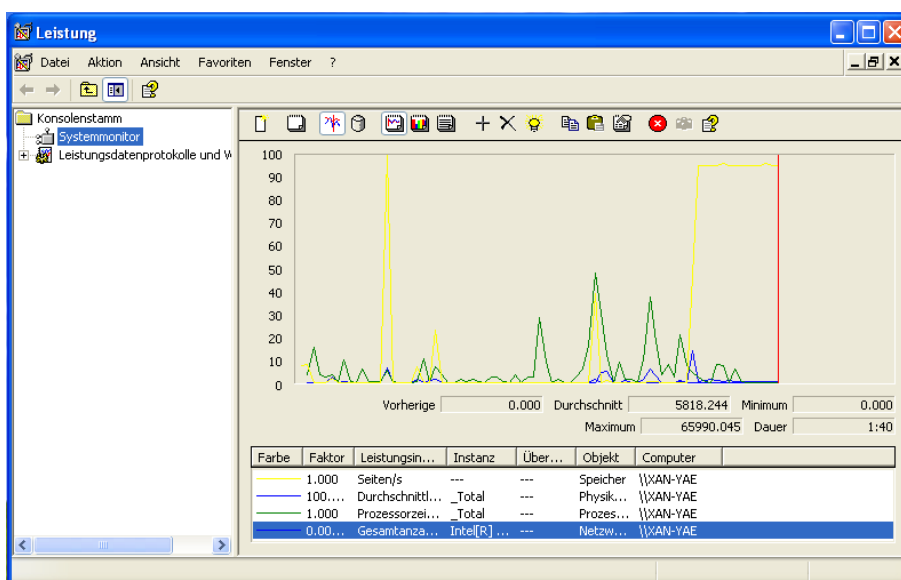 Leistung
Datei Aktion Ansicht Favoriten Fenster ?
Konsolenstamm
Systemmonitor
Leistungsdatenprotokolle und W
100
90
80
70
60
50
40
30
20
10
0
Vorherige 0.000 Durchschnitt 5818.244 Minimum 0.000
Maximum 65990.045 Dauer 1:40
Farbe Faktor Leistungsin... Instanz Über... Objekt Computer
1.000 Seiten/s --- --- Speicher \\XAN-YAE
100.... Durchschnittl... _Total --- Physik... \\XAN-YAE
1.000 Prozessorzei... _Total --- Prozes... \\XAN-YAE
0.00... Gesamtanza... Intel[R] ... --- Netzw... \\XAN-YAE